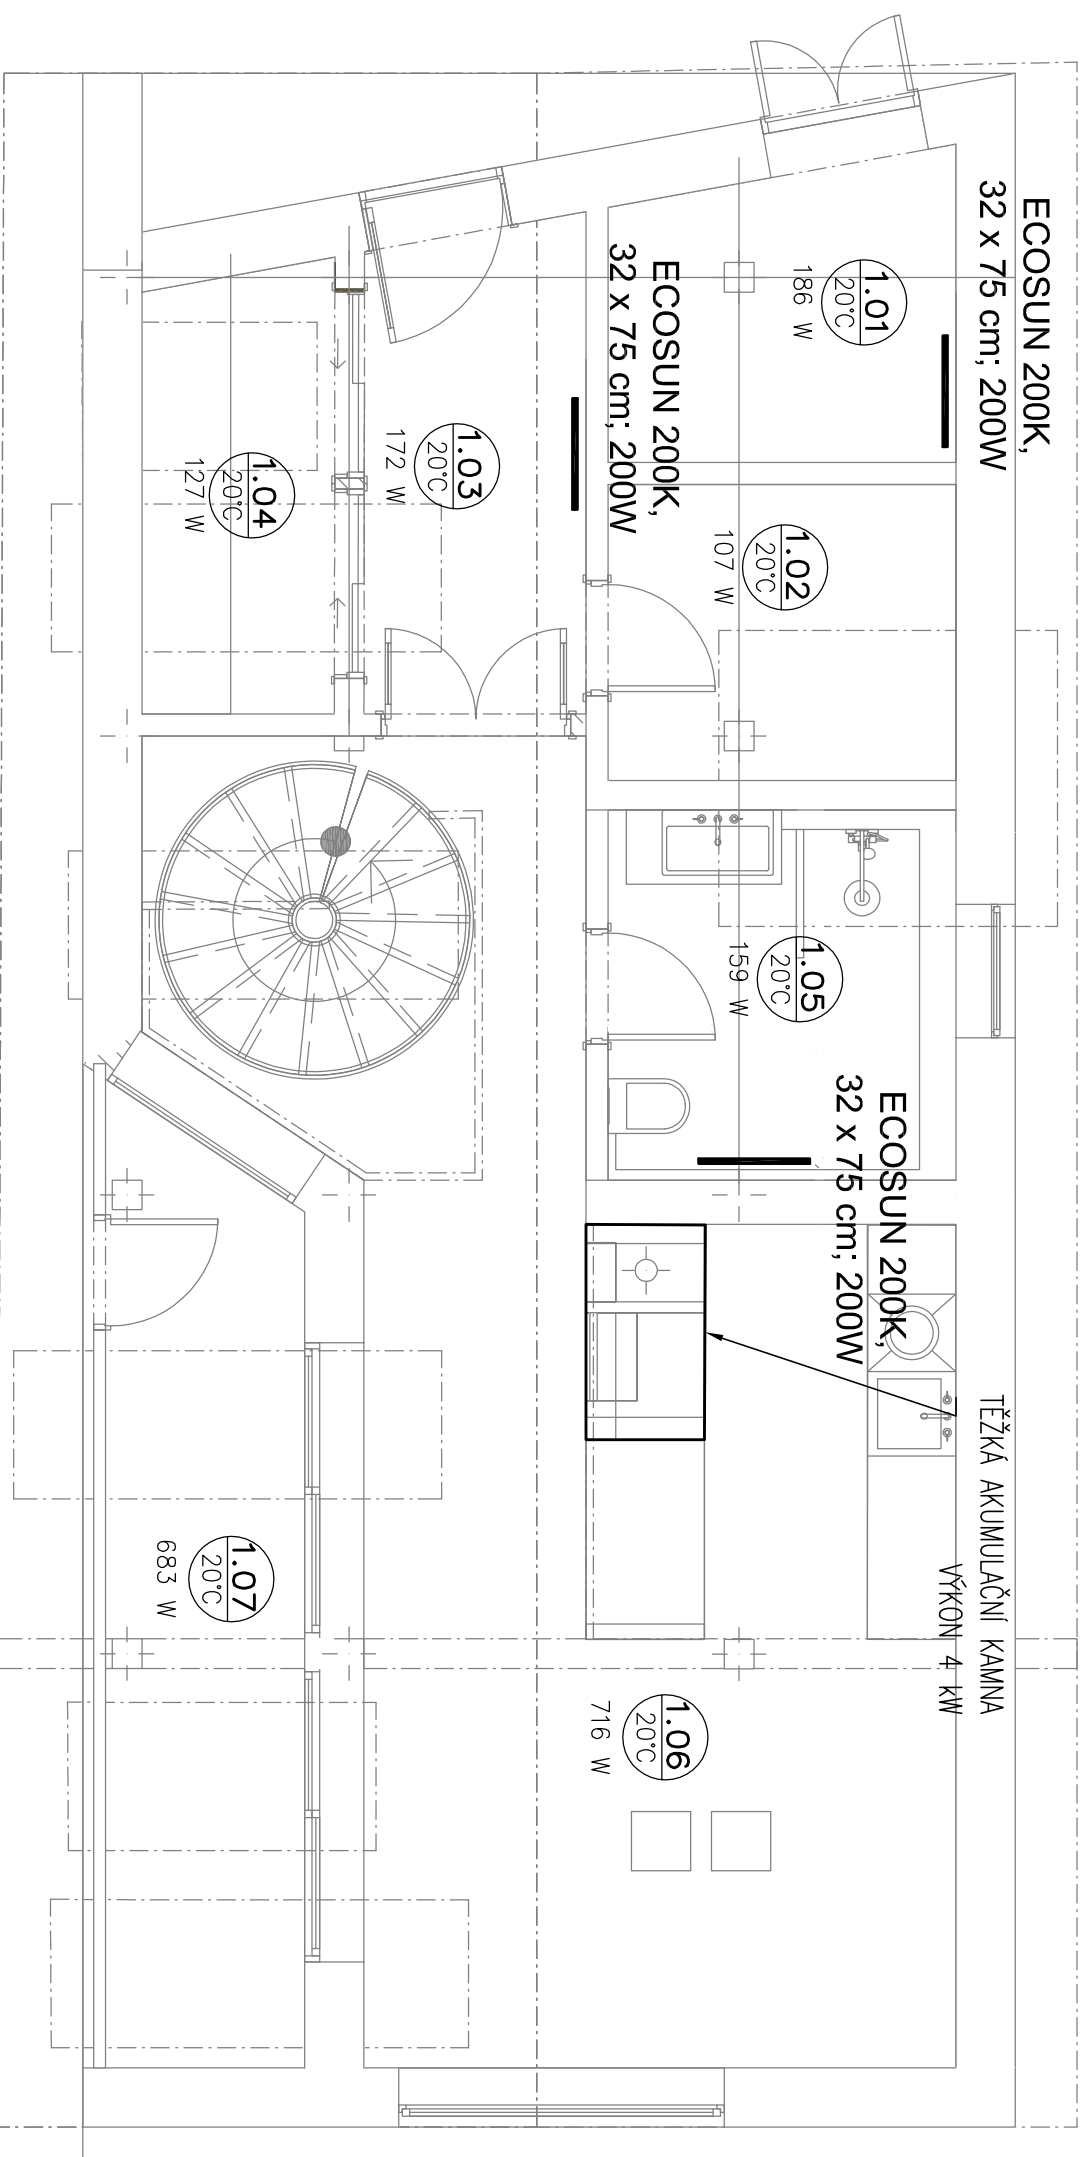 ECOSUN 200K,
32 x 75 cm; 200W
1.01
20°C
186 W
ECOSUN 200K,
32 x 75 cm; 200W
1.03
20°C
172 W
1.04
20°C
127 W
1.02
20°C
107 W
1.05
20°C
159 W
ECOSUN 200K,
32 x 75 cm; 200W
TĚŽKÁ AKUMULAČNÍ KAMNA
VÝKON 4 kW
1.07
20°C
683 W
1.06
20°C
716 W